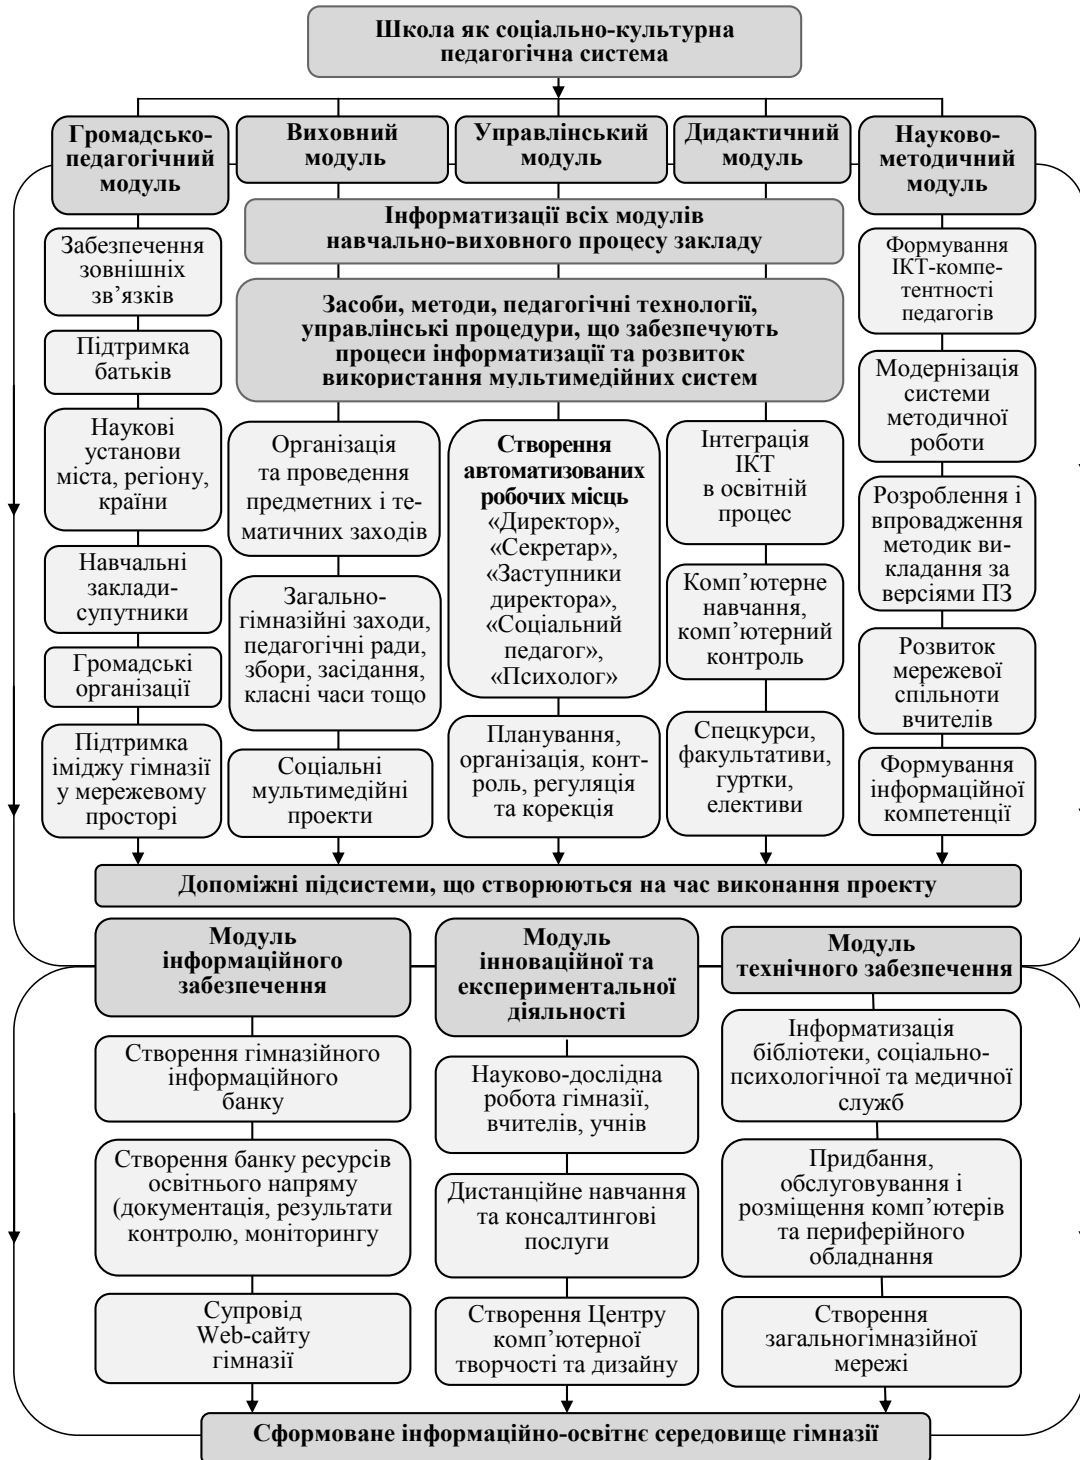 Школа як соціально-культурна
педагогічна система
Громадсько-
педагогічний
модуль
Виховний
модуль
Управлінський
модуль
Дидактичний
модуль
Науково-
методичний
модуль
Інформатизації всіх модулів
навчально-виховного процесу закладу
Засоби, методи, педагогічні технології,
управлінські процедури, що забезпечують
процеси інформатизації та розвиток
використання мультимедійних систем
Забезпечення
зовнішніх
зв’язків
Підтримка
батьків
Наукові
установи
міста, регіону,
країни
Навчальні
заклади-
супутники
Громадські
організації
Підтримка
іміджу гімназії
у мережевому
просторі
Організація
та проведення
предметних і те-
матичних заходів
Загально-
гімназійні заходи,
педагогічні ради,
збори, засідання,
класні часи тощо
Соціальні
мультимедійні
проекти
Створення
автоматизованих
робочих місць
«Директор»,
«Секретар»,
«Заступники
директора»,
«Соціальний
педагог»,
«Психолог»
Планування,
організація, конт-
роль, регуляція
та корекція
Інтеграція
ІКТ
в освітній
процес
Комп’ютерне
навчання,
комп’ютерний
контроль
Спецкурси,
факультативи,
гуртки,
елективи
Формування
ІКТ-компе-
тентності
педагогів
Модернізація
системи
методичної
роботи
Розроблення і
впровадження
методик ви-
кладання за
версіями ПЗ
Розвиток
мережевої
спільноти
вчителів
Формування
інформаційної
компетенції
Допоміжні підсистеми, що створюються на час виконання проекту
Модуль
інформаційного
забезпечення
Модуль
інноваційної та
експериментальної
діяльності
Модуль
технічного забезпечення
Створення гімназійного
інформаційного
банку
Створення банку ресурсів
освітнього напряму
(документація, результати
контролю, моніторингу
Супровід
Web-сайту
гімназії
Науково-дослідна
робота гімназії,
вчителів, учнів
Дистанційне навчання
та консалтингові
послуги
Створення Центру
комп’ютерної
творчості та дизайну
Інформатизація
бібліотеки, соціально-
психологічної та медичної
служб
Придбання,
обслуговування і
розміщення комп’ютерів
та периферійного
обладнання
Створення
загальногімназійної
мережі
Сформоване інформаційно-освітнє середовище гімназії